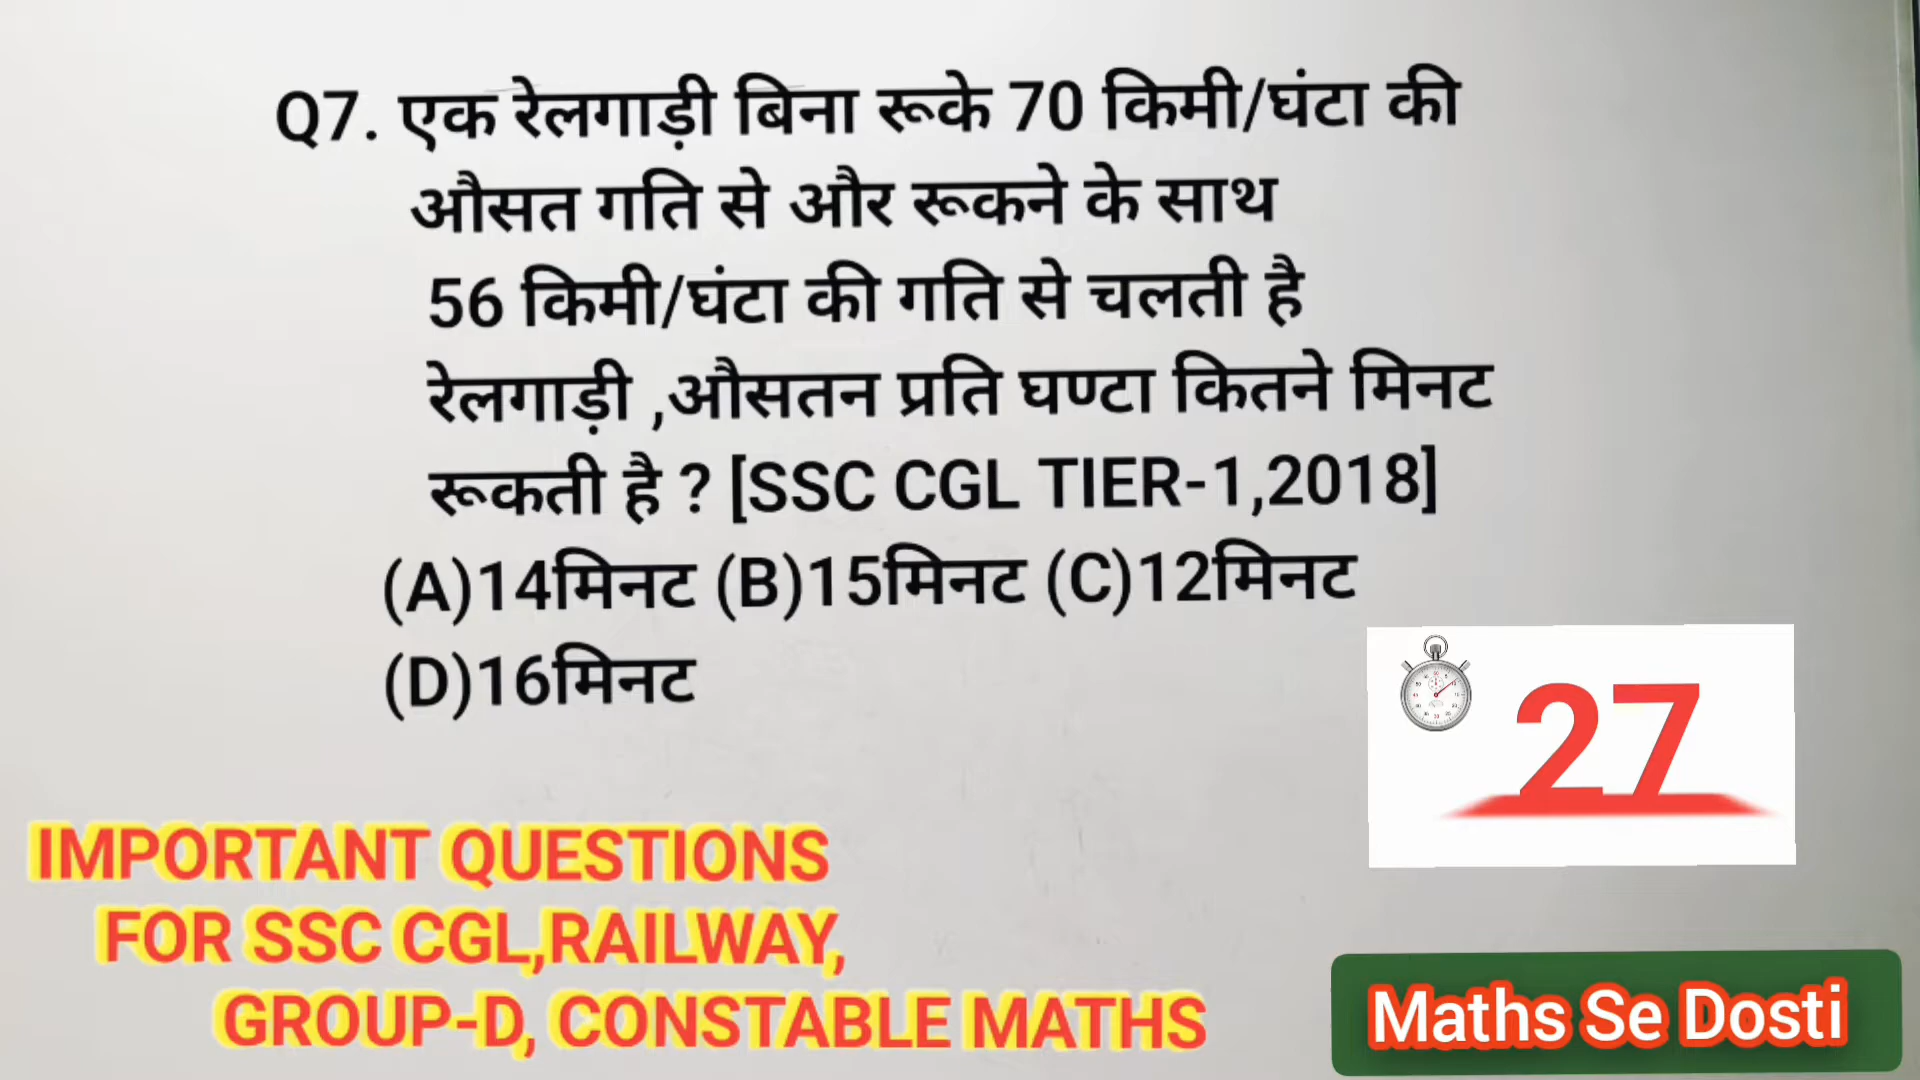 Q7. एक रेलगाड़ी बिना रूके 70 किमी/घंटा की
औसत गति से और रूकने के साथ
56 किमी/घंटा की गति से चलती है
रेलगाड़ी ,औसतन प्रति घण्टा कितने मिनट
रूकती है ? [SSC CGL TIER-1,2018]
(A)14मिनट (B)15मिनट (C)12मिनट
(D)16मिनट
27
IMPORTANT QUESTIONS
FOR SSC CGL,RAILWAY,
GROUP-D, CONSTABLE MATHS
Maths Se Dosti